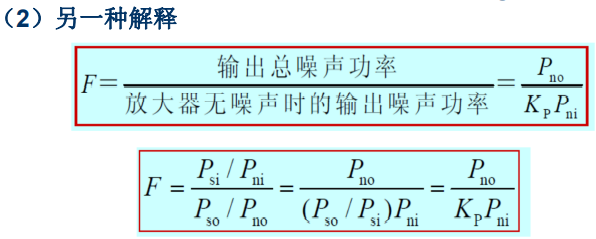 （2）另一种解释
F = 输出总噪声功率 / 放大器无噪声时的输出噪声功率 = P_no / K_P P_ni
F = (P_si / P_ni) / (P_so / P_no) = P_no / ((P_so / P_si) P_ni) = P_no / K_P P_ni